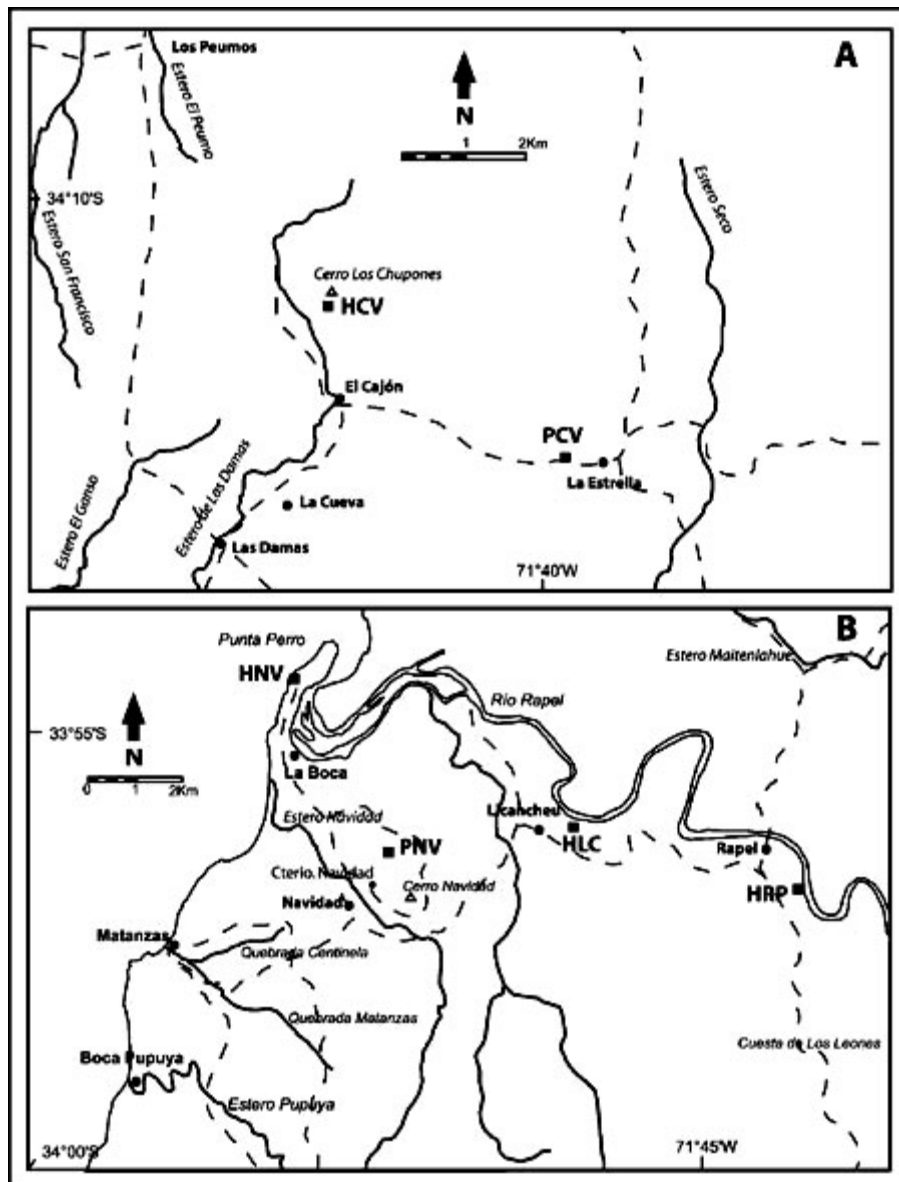 A
Los Peumos
Estero El Peumo
N
1 2Km
34°10'S
Estero San Francisco
Estero Seco
Cerro Los Chupones
HCV
El Cajón
PCV
La Estrella
Estero El Ganso
Estero de Las Damas
La Cueva
Las Damas
71°40'W
B
Punta Perro
HNV
Estero Maitenlahue
Río Rapel
33°55'S
N
0 1 2Km
La Boca
Estero Navidad
Licancheu
HLC
PNV
Rapel
Cterio. Navidad
Cerro Navidad
HRP
Navidad
Matanzas
Quebrada Centinela
Quebrada Matanzas
Cuesta de Los Leones
Boca Pupuya
Estero Pupuya
34°00'S
71°45'W